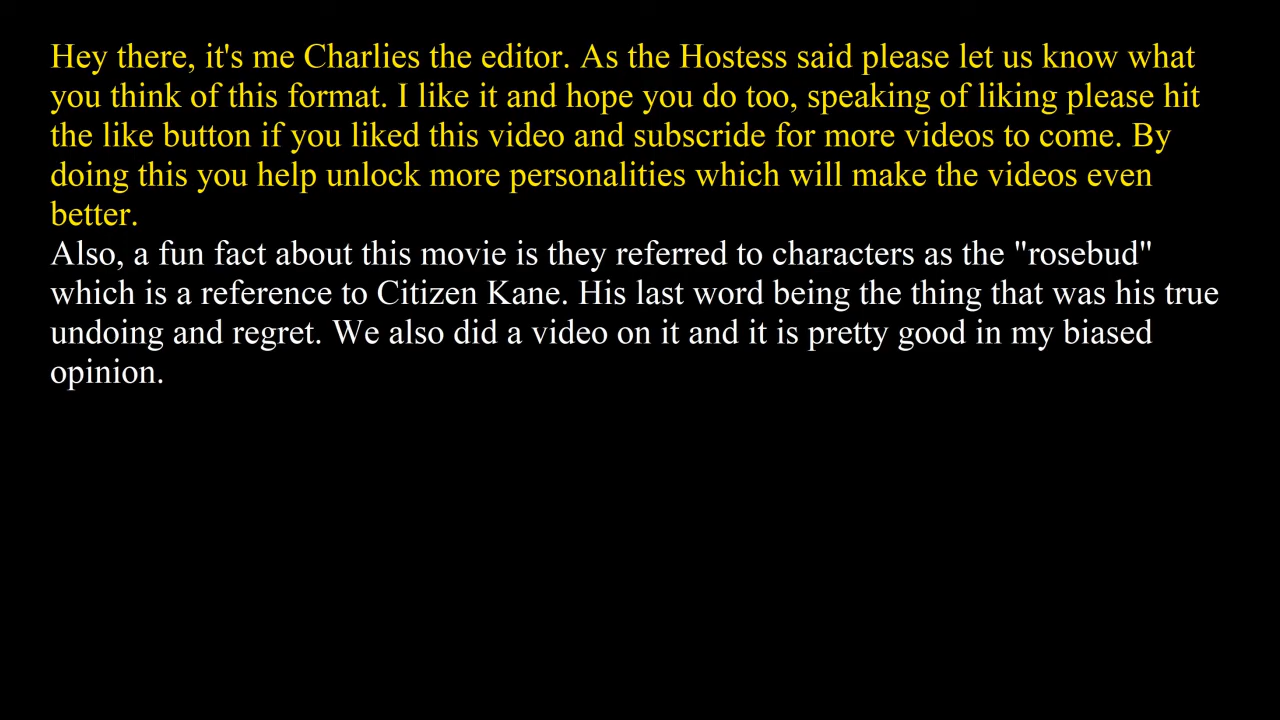 Hey there, it's me Charlies the editor. As the Hostess said please let us know what
you think of this format. I like it and hope you do too, speaking of liking please hit
the like button if you liked this video and subscride for more videos to come. By
doing this you help unlock more personalities which will make the videos even
better.
Also, a fun fact about this movie is they referred to characters as the "rosebud"
which is a reference to Citizen Kane. His last word being the thing that was his true
undoing and regret. We also did a video on it and it is pretty good in my biased
opinion.